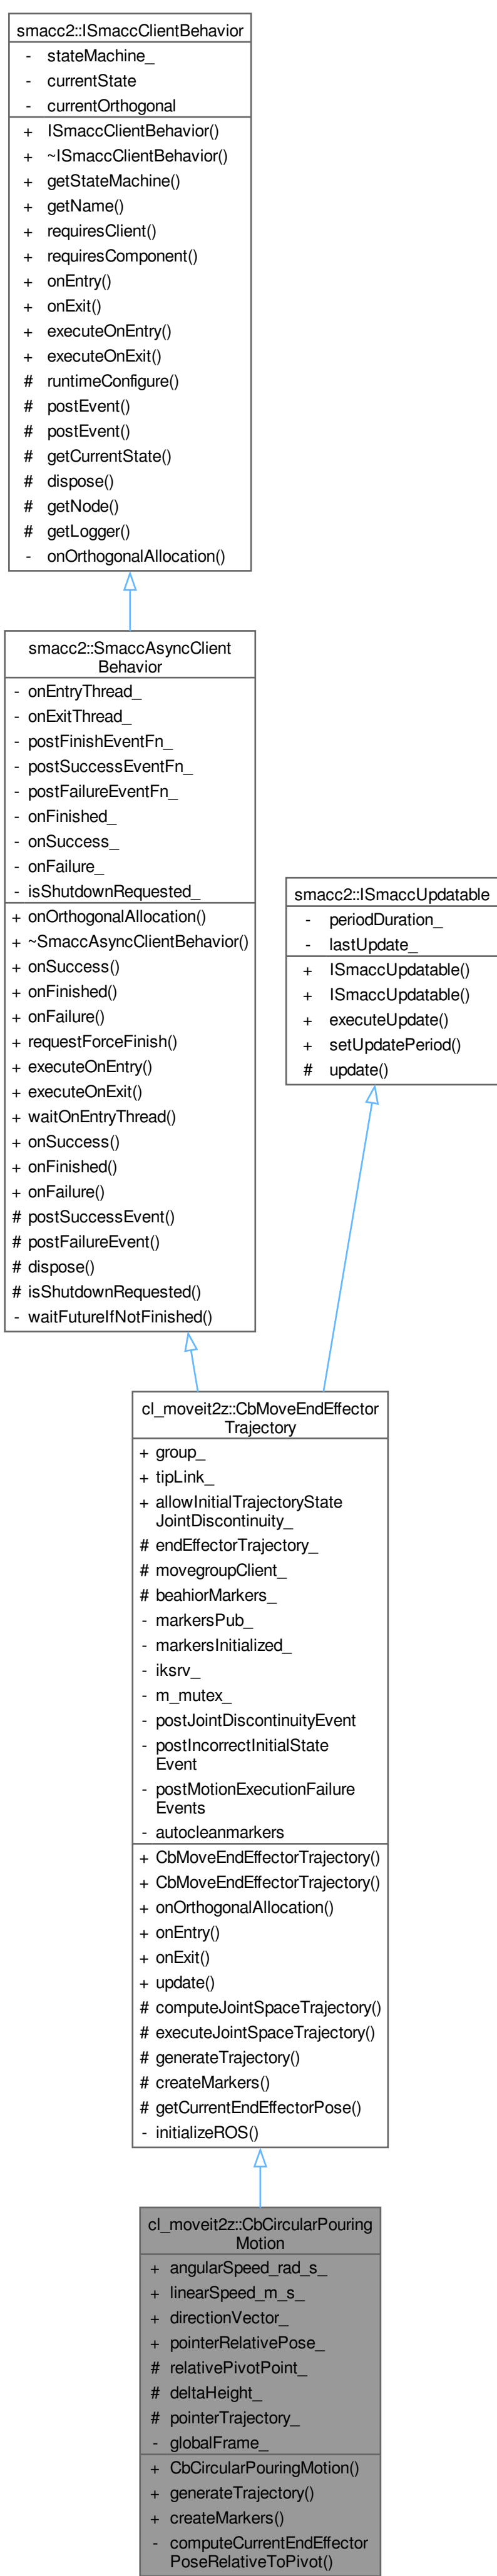 smacc2::ISmaccClientBehavior
- stateMachine_
- currentState
- currentOrthogonal
+ ISmaccClientBehavior()
+ ~ISmaccClientBehavior()
+ getStateMachine()
+ getName()
+ requiresClient()
+ requiresComponent()
+ onEntry()
+ onExit()
+ executeOnEntry()
+ executeOnExit()
# runtimeConfigure()
# postEvent()
# postEvent()
# getCurrentState()
# dispose()
# getNode()
# getLogger()
- onOrthogonalAllocation()
smacc2::SmaccAsyncClient
Behavior
- onEntryThread_
- onExitThread_
- postFinishEventFn_
- postSuccessEventFn_
- postFailureEventFn_
- onFinished_
- onSuccess_
- onFailure_
- isShutdownRequested_
+ onOrthogonalAllocation()
+ ~SmaccAsyncClientBehavior()
+ onSuccess()
+ onFinished()
+ onFailure()
+ requestForceFinish()
+ executeOnEntry()
+ executeOnExit()
+ waitOnEntryThread()
+ onSuccess()
+ onFinished()
+ onFailure()
# postSuccessEvent()
# postFailureEvent()
# dispose()
# isShutdownRequested()
- waitFutureIfNotFinished()
smacc2::ISmaccUpdatable
- periodDuration_
- lastUpdate_
+ ISmaccUpdatable()
+ ISmaccUpdatable()
+ executeUpdate()
+ setUpdatePeriod()
# update()
cl_moveit2z::CbMoveEndEffector
Trajectory
+ group_
+ tipLink_
+ allowInitialTrajectoryState
JointDiscontinuity_
# endEffectorTrajectory_
# movegroupClient_
# beahiorMarkers_
- markersPub_
- markersInitialized_
- iksrv_
- m_mutex_
- postJointDiscontinuityEvent
- postIncorrectInitialState
Event
- postMotionExecutionFailure
Events
- autocleanmarkers
+ CbMoveEndEffectorTrajectory()
+ CbMoveEndEffectorTrajectory()
+ onOrthogonalAllocation()
+ onEntry()
+ onExit()
+ update()
# computeJointSpaceTrajectory()
# executeJointSpaceTrajectory()
# generateTrajectory()
# createMarkers()
# getCurrentEndEffectorPose()
- initializeROS()
cl_moveit2z::CbCircularPouring
Motion
+ angularSpeed_rad_s_
+ linearSpeed_m_s_
+ directionVector_
+ pointerRelativePose_
# relativePivotPoint_
# deltaHeight_
# pointerTrajectory_
- globalFrame_
+ CbCircularPouringMotion()
+ generateTrajectory()
+ createMarkers()
- computeCurrentEndEffector
PoseRelativeToPivot()